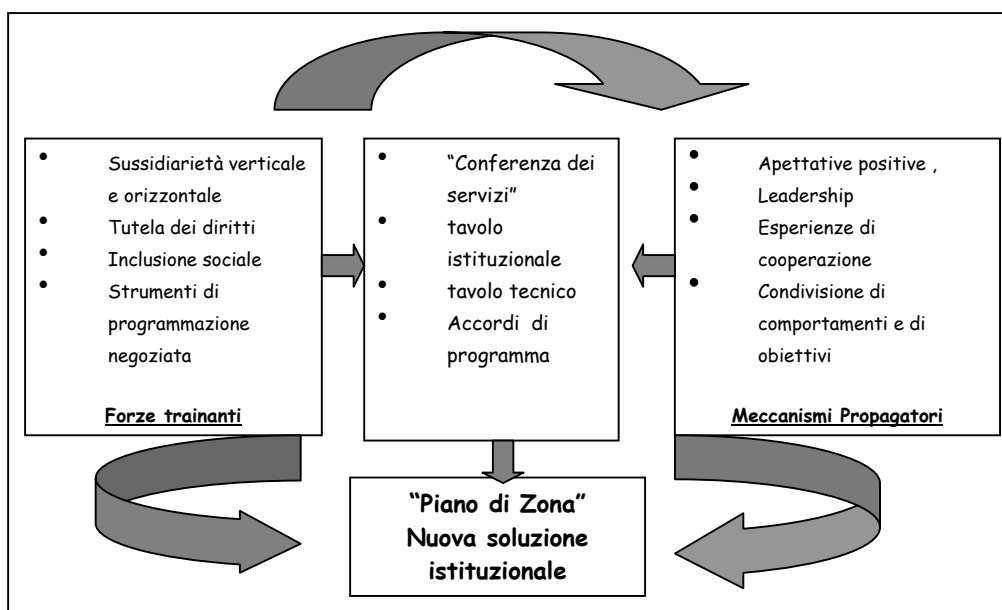 • Sussidiarietà verticale
e orizzontale
• Tutela dei diritti
• Inclusione sociale
• Strumenti di
programmazione
negoziata
Forze trainanti
• “Conferenza dei
servizi”
• tavolo
istituzionale
• tavolo tecnico
• Accordi di
programma
• Apettative positive ,
• Leadership
• Esperienze di
cooperazione
• Condivisione di
comportamenti e di
obiettivi
Meccanismi Propagatori
“Piano di Zona”
Nuova soluzione
istituzionale